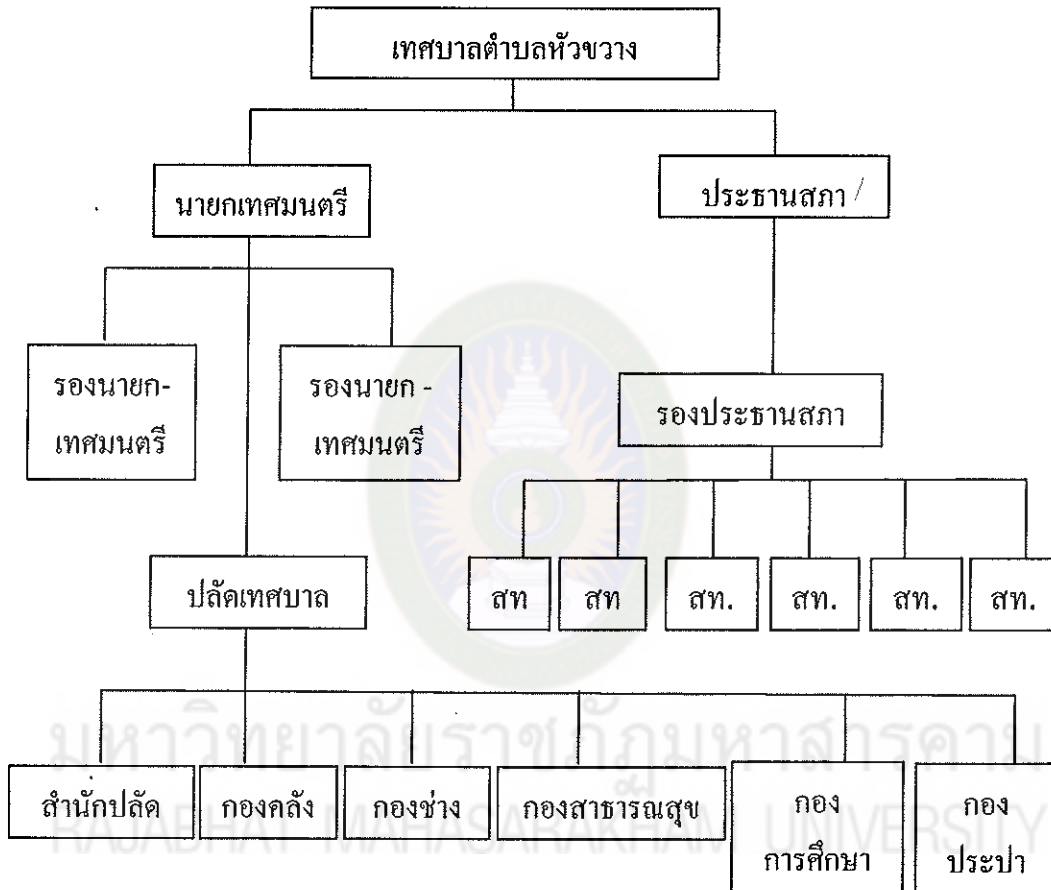 เทศบาลตำบลหัวขวาง
นายกเทศมนตรี
ประธานสภา /
รองนายก-
เทศมนตรี
รองนายก -
เทศมนตรี
รองประธานสภา
ปลัดเทศบาล
สท
สท
สท.
สท.
สท.
สท.
สำนักปลัด
กองคลัง
กองช่าง
กองสาธารณสุข
กอง
การศึกษา
กอง
ประปา
มหาวิทยาลัยราชภัฏมหาสารคาม
RAJABHAT MAHASARAKHAM UNIVERSITY